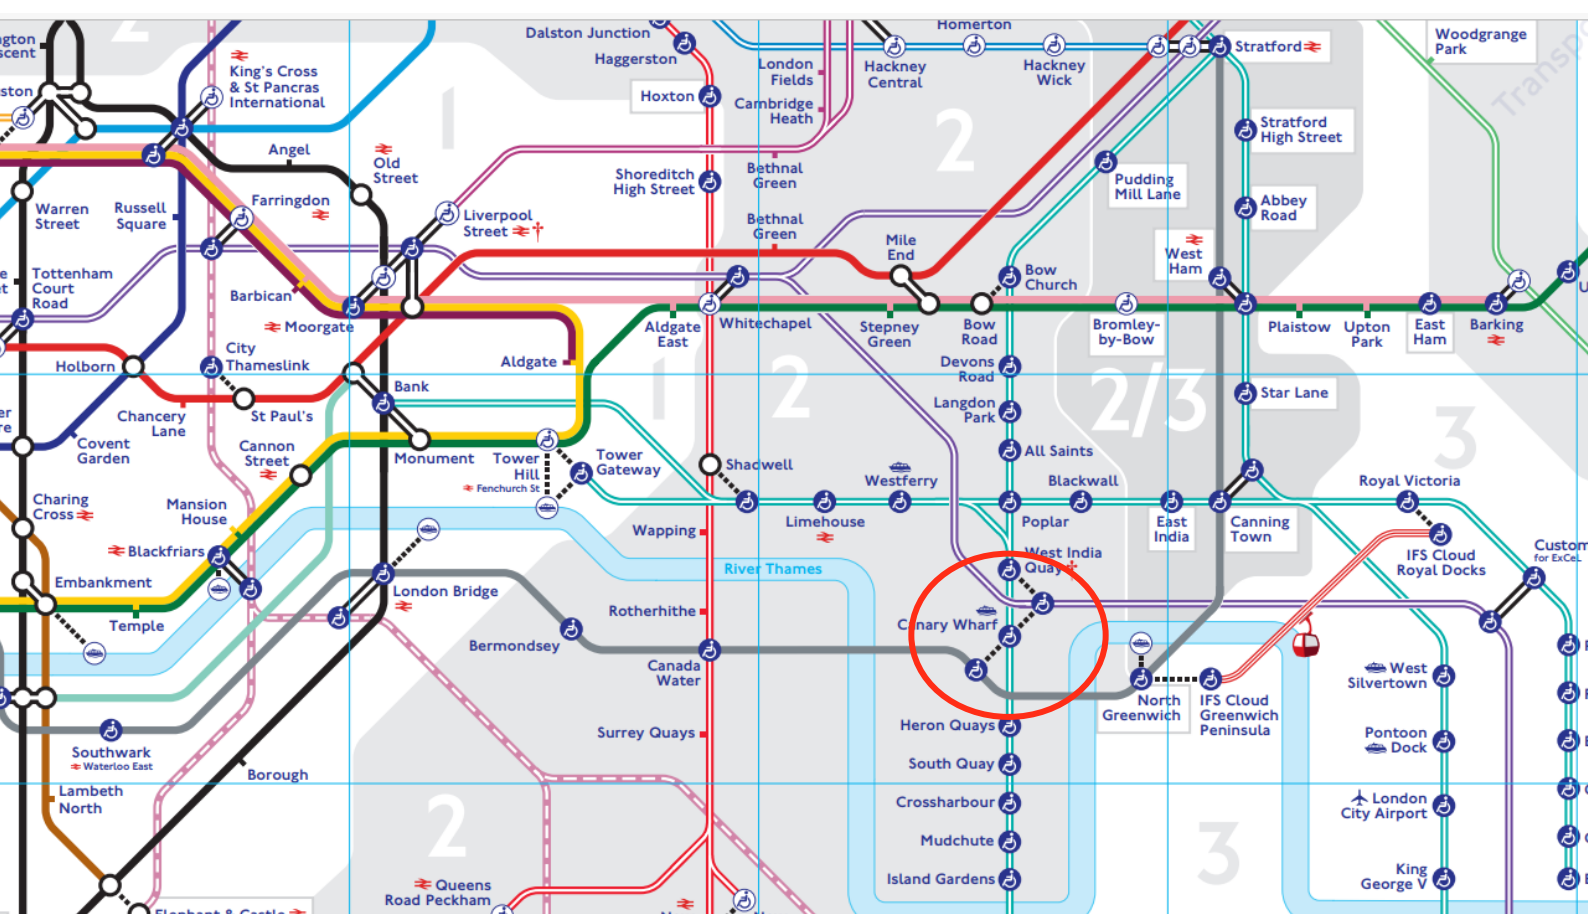 Dalston Junction
Haggerston
Homerton
Woodgrange
Park
Stratford
Hackney
Central
Hackney
Wick
London
Fields
Cambridge
Heath
Hoxton
King's Cross
& St Pancras
International
2
1
2
Transpo
Angel
Old
Street
Stratford
High Street
Bethnal
Green
Shoreditch
High Street
Pudding
Mill Lane
Abbey
Road
Warren
Street
Russell
Square
Farringdon
Liverpool
Street
Bethnal
Green
Mile
End
West
Ham
Bow
Church
Tottenham
Court
Road
Barbican
Moorgate
Aldgate
East
Whitechapel
Stepney
Green
Bow
Road
Bromley-
by-Bow
Plaistow
Upton
Park
East
Ham
Barking
City
Thameslink
Holborn
Aldgate
Devons
Road
Bank
1
2
2/3
3
Star Lane
Chancery
Lane
St Paul's
Langdon
Park
Covent
Garden
Cannon
Street
Monument
Tower
Hill
Fenchurch St
Tower
Gateway
Shadwell
All Saints
Westferry
Blackwall
Royal Victoria
Charing
Cross
Mansion
House
Limehouse
Poplar
East
India
Canning
Town
Wapping
Blackfriars
West India
Quay
IFS Cloud
Royal Docks
Custom
for ExCeL
River Thames
Embankment
London Bridge
Temple
Rotherhithe
Canary Wharf
Bermondsey
Canada
Water
West
Silvertown
North
Greenwich
IFS Cloud
Greenwich
Peninsula
Heron Quays
Surrey Quays
Pontoon
Dock
Southwark
Waterloo East
Borough
South Quay
Lambeth
North
Crossharbour
London
City Airport
2
3
Mudchute
Queens
Road Peckham
Island Gardens
King
George V
Elephant & Castle